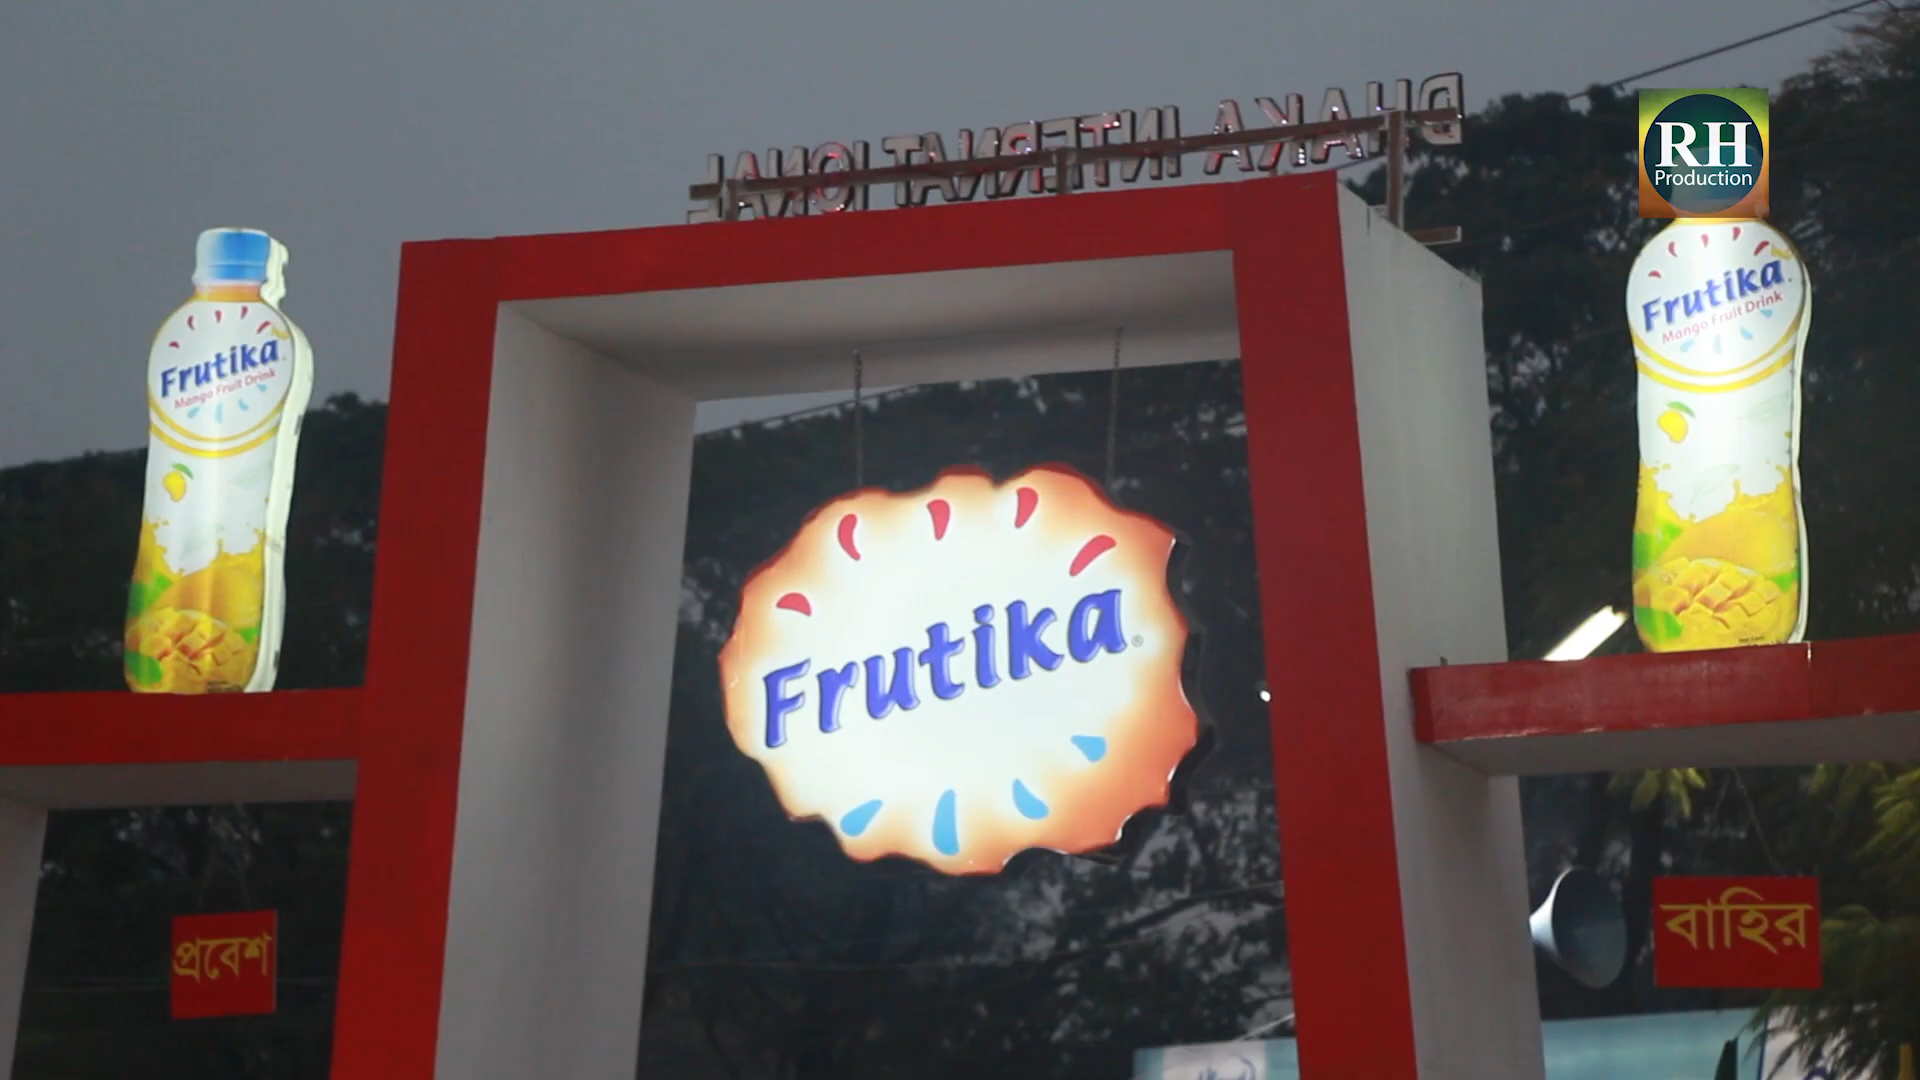 DHAKA INTERNATIONAL
RH
Production
Frutika
Mango Fruit Drink
Frutika
Mango Fruit Drink
Frutika®
প্রবেশ
বাহির